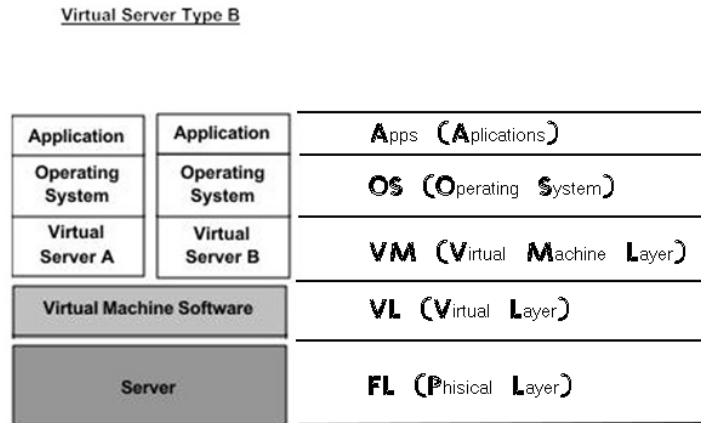 Virtual Server Type B
Application
Application
Apps (Aplications)
Operating
System
Operating
System
OS (Operating System)
Virtual
Server A
Virtual
Server B
VM (Virtual Machine Layer)
Virtual Machine Software
VL (Virtual Layer)
Server
FL (Phisical Layer)